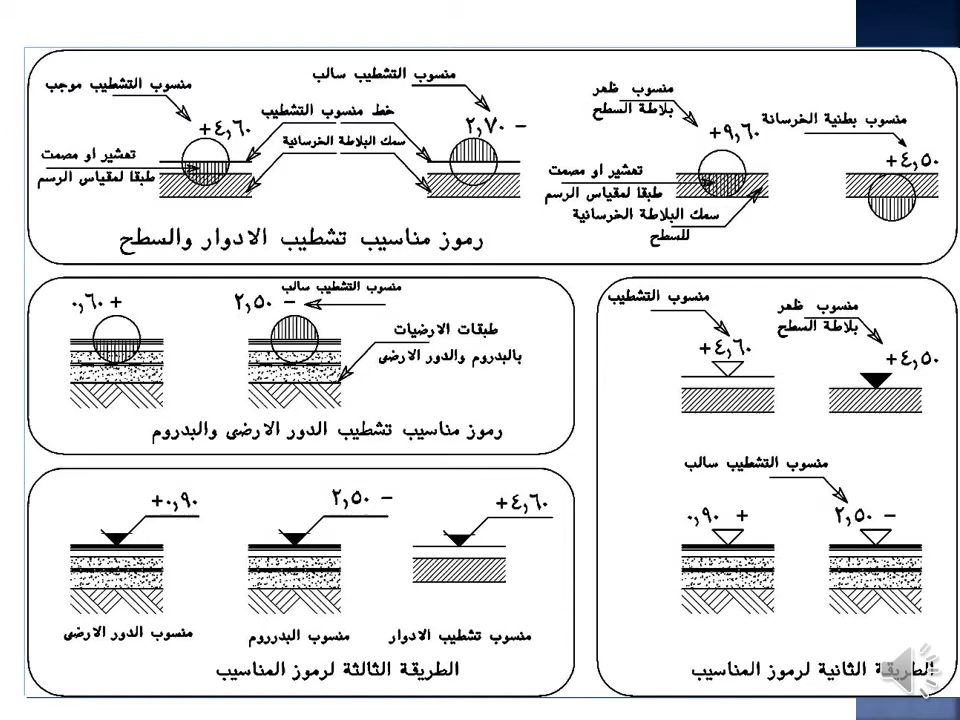 منسوب التشطيب موجب
+٤,٦٠
منسوب التشطيب سالب
٢,٧٠ -
خط منسوب التشطيب
سمك البلاطة الخرسانية
تعشير او مصمت
طبقا لمقياس الرسم
منسوب ظهر
بلاطة السطح
+٩,٦٠
منسوب بطنية الخرسانة
+٤,٥٠
تعشير او مصمت
طبقا لمقياس الرسم
سمك البلاطة الخرسانية
للسطح
رموز مناسيب تشطيب الادوار والسطح
٠,٦٠ +
٢,٥٠ -
منسوب التشطيب سالب
طبقات الارضيات
بالبدروم والدور الارضى
رموز مناسيب تشطيب الدور الارضى والبدروم
منسوب التشطيب
+٤,٦٠
منسوب ظهر
بلاطة السطح
+٤,٥٠
منسوب التشطيب سالب
٠,٩٠ +
٢,٥٠ -
الطريقة الثانية لرموز المناسيب
+٠,٩٠
٢,٥٠ -
+٤,٦٠
منسوب الدور الارضى
منسوب البدرروم
منسوب تشطيب الادوار
الطريقة الثالثة لرموز المناسيب